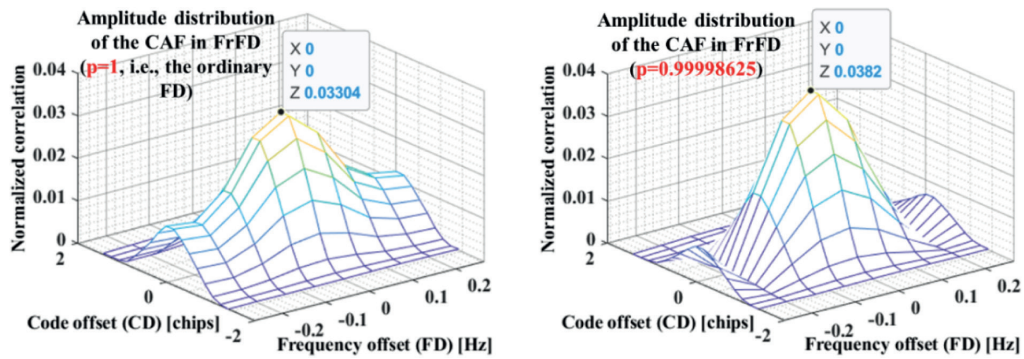 Amplitude distribution
of the CAF in FrFD
(p=1, i.e., the ordinary
FD)
X 0
Y 0
Z 0.03304
Normalized correlation
0.04
0.03
0.02
0.01
0
2
0
-2
Code offset (CD) [chips]
-0.2
-0.1
0
0.1
0.2
Frequency offset (FD) [Hz]
Amplitude distribution
of the CAF in FrFD
(p=0.99998625)
X 0
Y 0
Z 0.0382
Normalized correlation
0.04
0.03
0.02
0.01
0
2
0
-2
Code offset (CD) [chips]
-0.2
-0.1
0
0.1
0.2
Frequency offset (FD) [Hz]